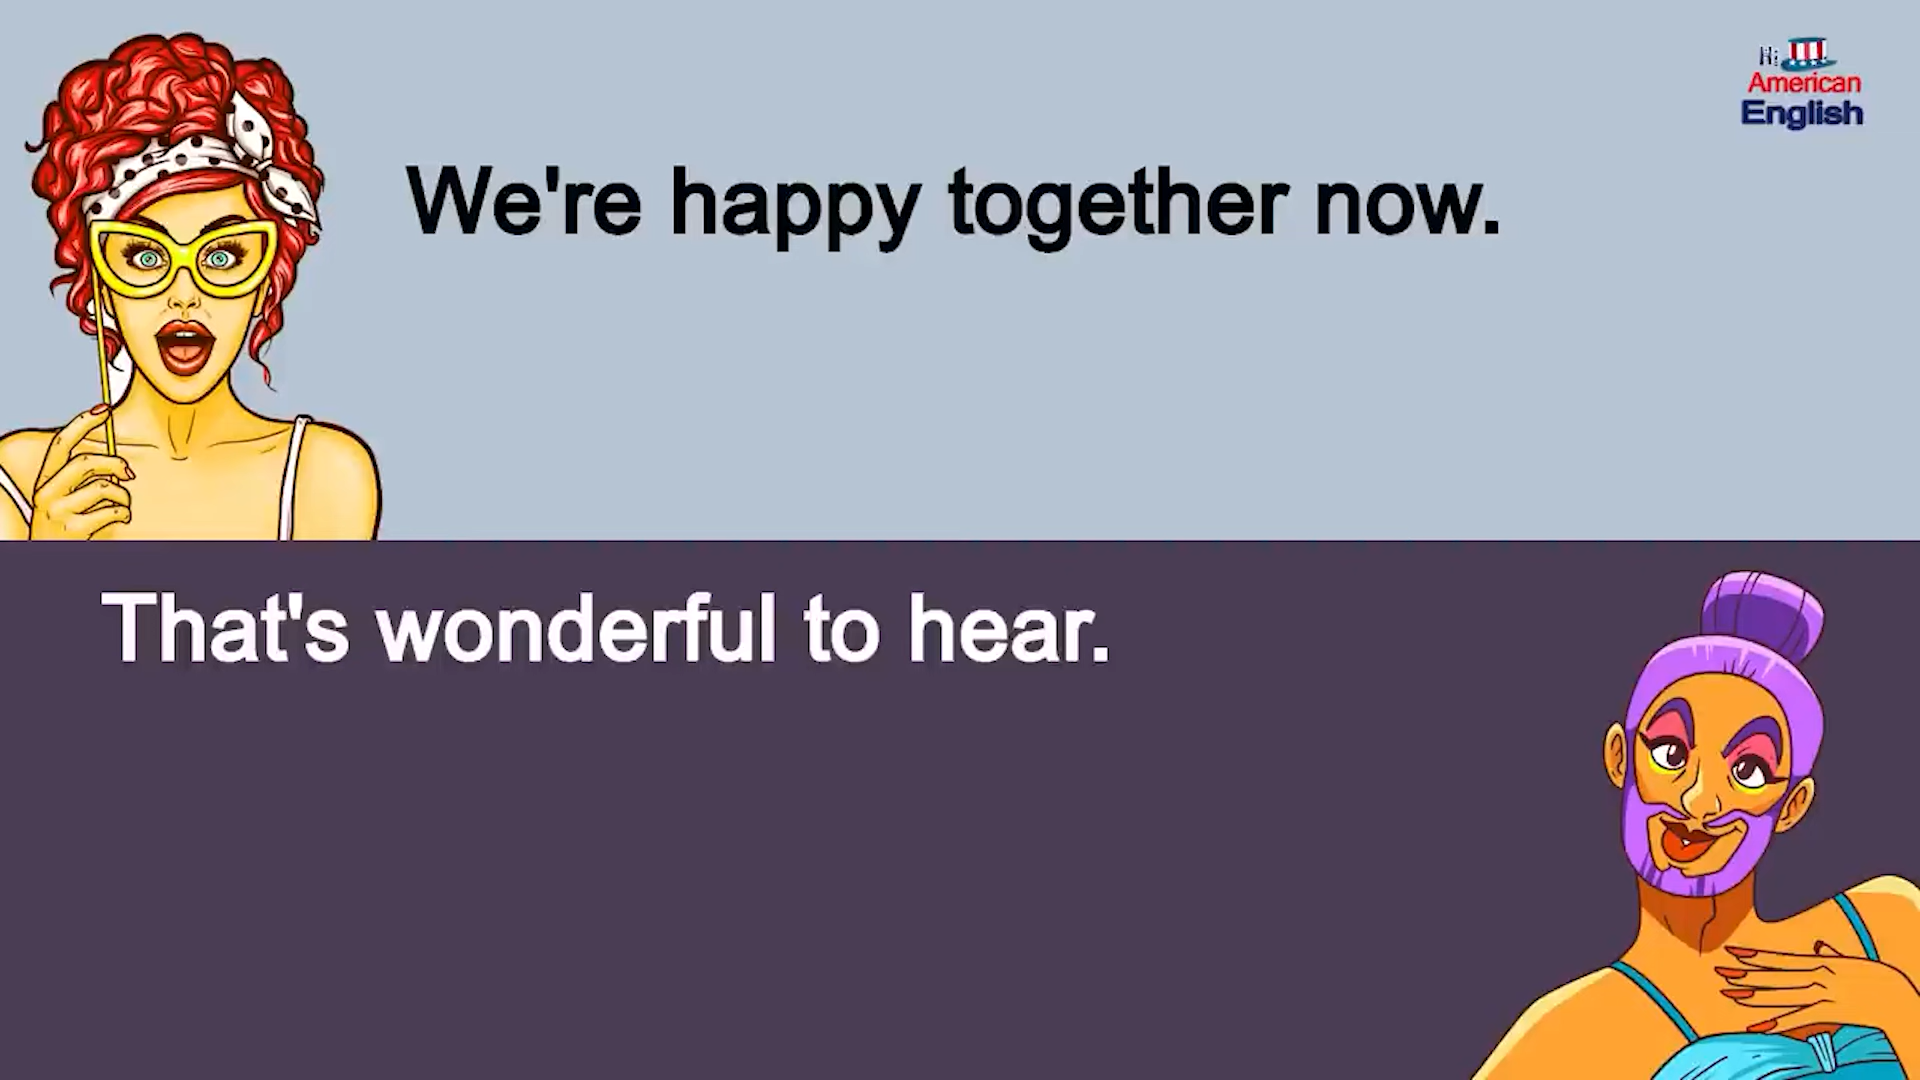 Hi
American
English
We're happy together now.
That's wonderful to hear.